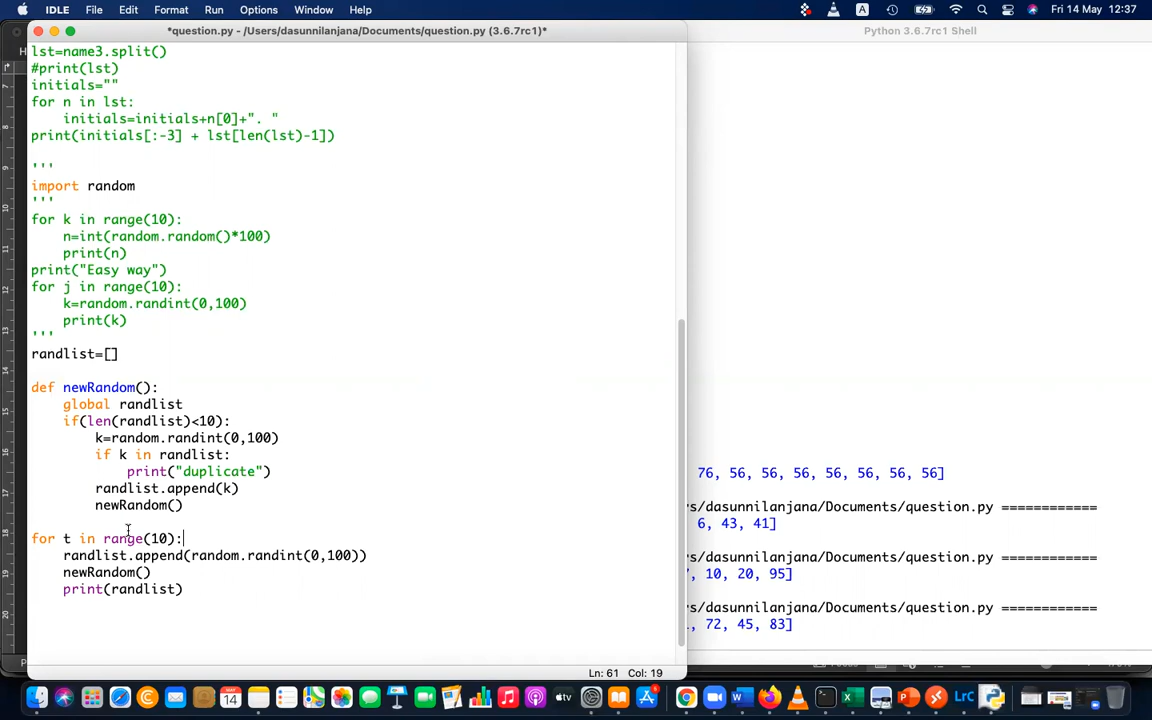 IDLE File Edit Format Run Options Window Help Fri 14 May 12:37
*question.py - /Users/dasunnilanjana/Documents/question.py (3.6.7rc1)*
Python 3.6.7rc1 Shell
lst=name3.split()
#print(lst)
initials=""
for n in lst:
    initials=initials+n[0]+". "
print(initials[:-3] + lst[len(lst)-1])
'''
import random
'''
for k in range(10):
    n=int(random.random()*100)
    print(n)
print("Easy way")
for j in range(10):
    k=random.randint(0,100)
    print(k)
'''
randlist=[]
def newRandom():
    global randlist
    if(len(randlist)<10):
        k=random.randint(0,100)
        if k in randlist:
            print("duplicate")
        randlist.append(k)
        newRandom()
for t in range(10):
    randlist.append(random.randint(0,100))
    newRandom()
    print(randlist)
76, 56, 56, 56, 56, 56, 56, 56]
rs/dasunnilanjana/Documents/question.py ============
6, 43, 41]
rs/dasunnilanjana/Documents/question.py ============
, 10, 20, 95]
rs/dasunnilanjana/Documents/question.py ============
, 72, 45, 83]
Ln: 61 Col: 19